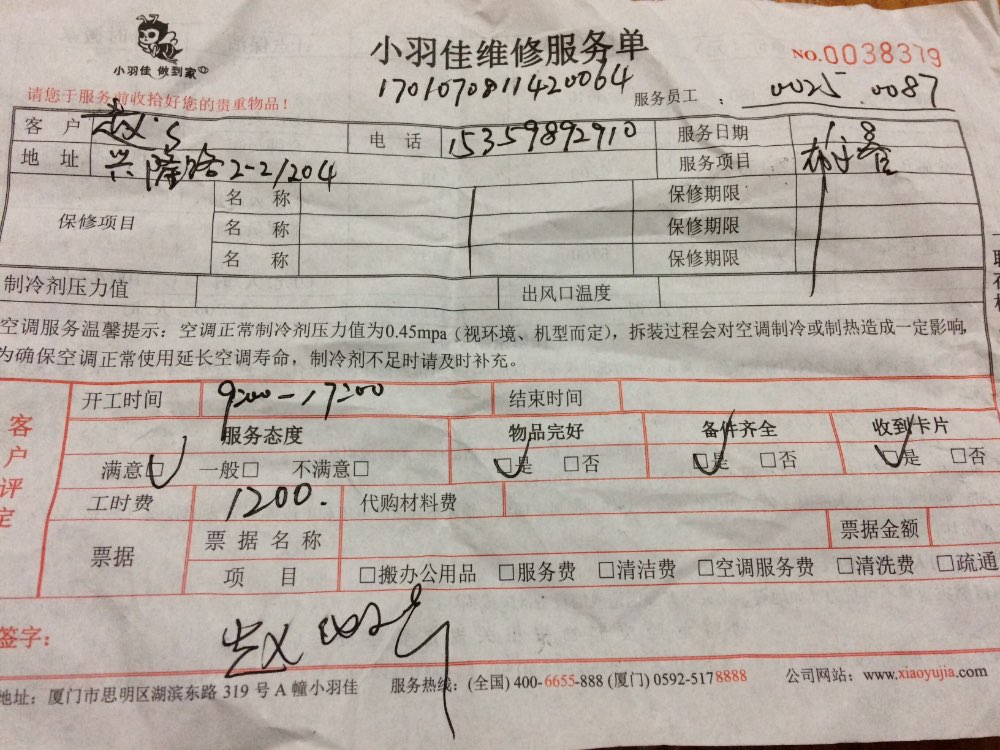 小羽佳 做到家
小羽佳维修服务单
NO.0038379
请您于服务前收拾好您的贵重物品！
1701070811420064
服务员工： 0025 0087
客 户 赵 电 话 15359892910 服务日期 1/8
地 址 兴隆路2-2/204 服务项目
保修项目 名 称 保修期限
名 称 保修期限
名 称 保修期限
制冷剂压力值 出风口温度
空调服务温馨提示：空调正常制冷剂压力值为0.45mpa（视环境、机型而定），拆装过程会对空调制冷或制热造成一定影响，
为确保空调正常使用延长空调寿命，制冷剂不足时请及时补充。
客户评定
开工时间 9:00-17:00 结束时间
服务态度 物品完好 备件齐全 收到卡片
满意□ 一般□ 不满意□ □是 □否 □是 □否 □是 □否
工时费 1200. 代购材料费
票据 票 据 名 称 票据金额
项 目 □搬办公用品 □服务费 □清洁费 □空调服务费 □清洗费 □疏通
签字： 赵
地址：厦门市思明区湖滨东路 319 号 A 幢小羽佳 服务热线：(全国) 400-6655-888 (厦门) 0592-5178888 公司网站：www.xiaoyujia.com